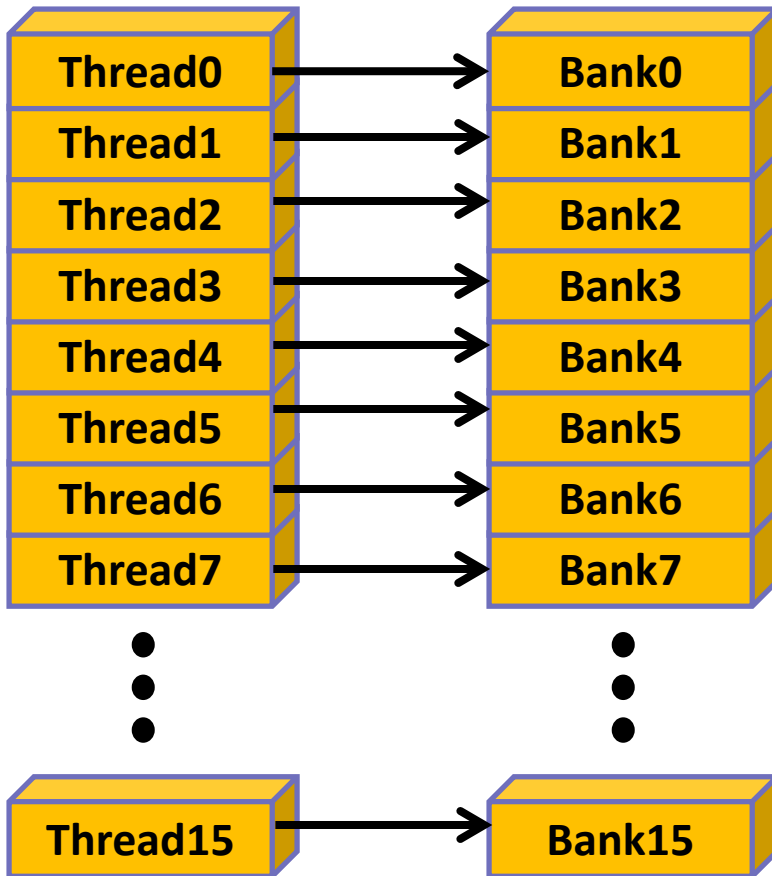 Thread0 Bank0
Thread1 Bank1
Thread2 Bank2
Thread3 Bank3
Thread4 Bank4
Thread5 Bank5
Thread6 Bank6
Thread7 Bank7
Thread15 Bank15